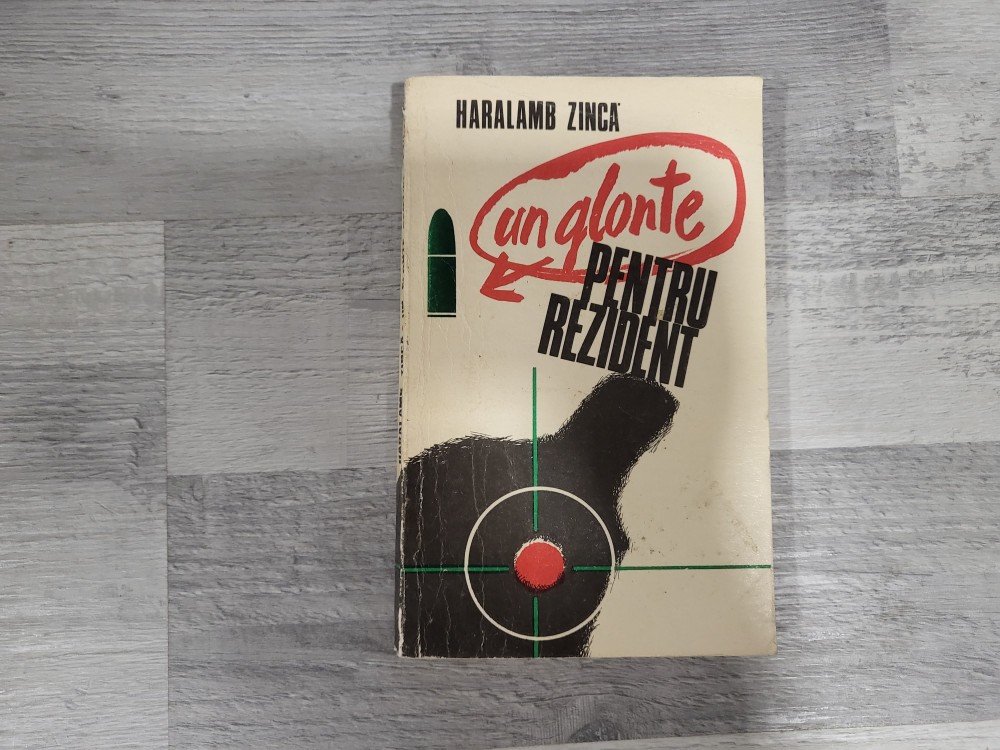 HARALAMB ZINCĂ
un glonte
PENTRU
REZIDENT